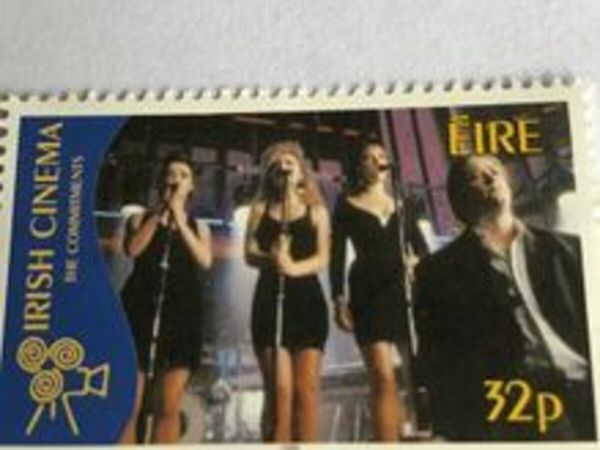 IRISH CINEMA
THE COMMITMENTS
ÉIRE
32p